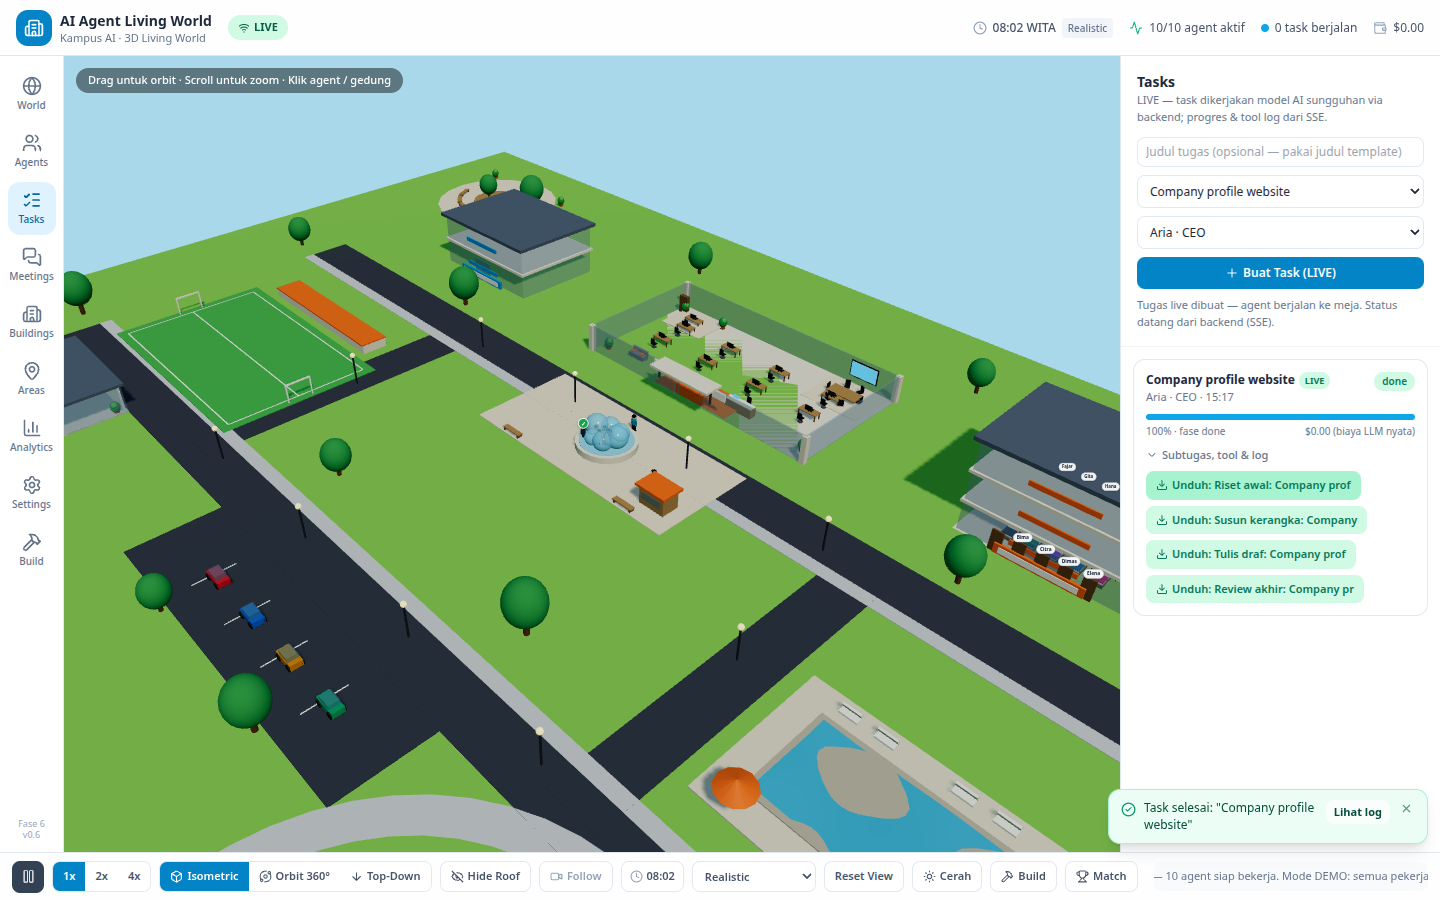 AI Agent Living World
Kampus AI · 3D Living World
LIVE
08:02 WITA
Realistic
10/10 agent aktif
0 task berjalan
$0.00
World
Agents
Tasks
Meetings
Buildings
Areas
Analytics
Settings
Build
Fase 6
v0.6
Drag untuk orbit · Scroll untuk zoom · Klik agent / gedung
Fajar
Gita
Hana
Bima
Citra
Dimas
Elena
Tasks
LIVE — task dikerjakan model AI sungguhan via
backend; progres & tool log dari SSE.
Judul tugas (opsional — pakai judul template)
Company profile website
Aria · CEO
+ Buat Task (LIVE)
Tugas live dibuat — agent berjalan ke meja. Status
datang dari backend (SSE).
Company profile website LIVE done
Aria · CEO · 15:17
100% · fase done $0.00 (biaya LLM nyata)
Subtugas, tool & log
Unduh: Riset awal: Company prof
Unduh: Susun kerangka: Company
Unduh: Tulis draf: Company prof
Unduh: Review akhir: Company pr
Task selesai: "Company profile
website"
Lihat log
1x
2x
4x
Isometric
Orbit 360°
Top-Down
Hide Roof
Follow
08:02
Realistic
Reset View
Cerah
Build
Match
— 10 agent siap bekerja. Mode DEMO: semua pekerja